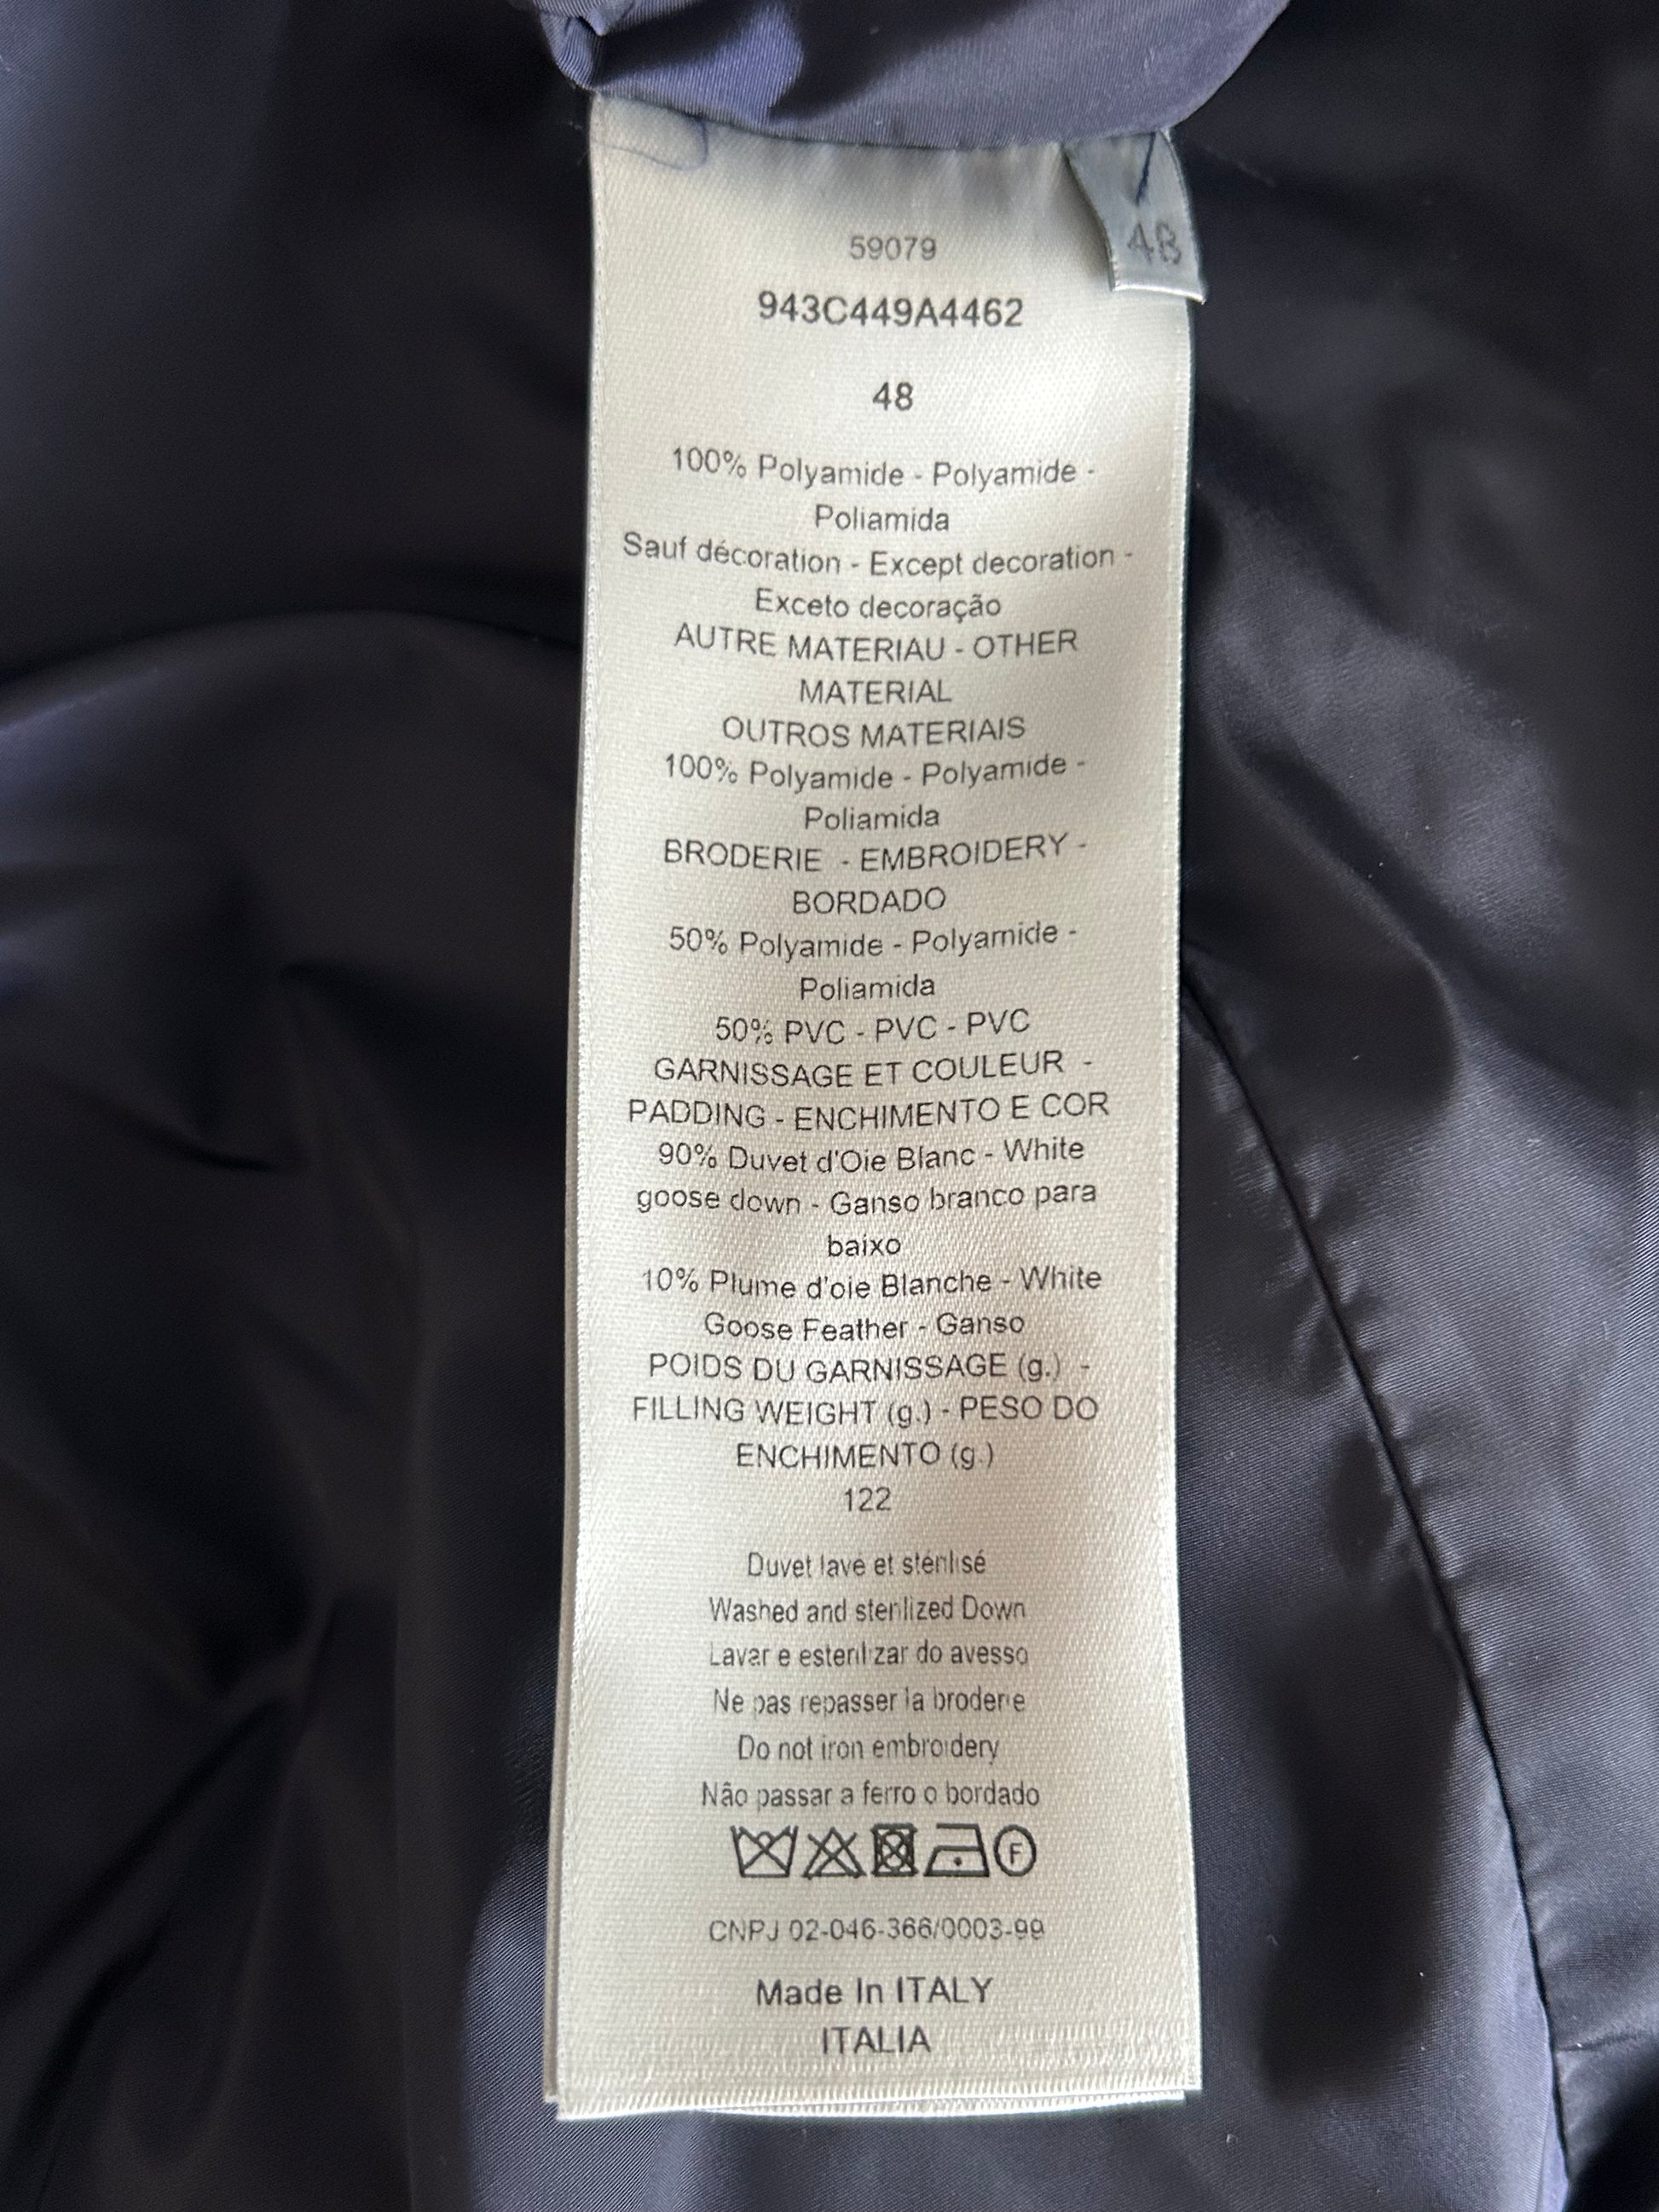 48
59079
943C449A4462
48
100% Polyamide - Polyamide -
Poliamida
Sauf décoration - Except decoration -
Exceto decoração
AUTRE MATERIAU - OTHER
MATERIAL
OUTROS MATERIAIS
100% Polyamide - Polyamide -
Poliamida
BRODERIE - EMBROIDERY -
BORDADO
50% Polyamide - Polyamide -
Poliamida
50% PVC - PVC - PVC
GARNISSAGE ET COULEUR -
PADDING - ENCHIMENTO E COR
90% Duvet d'Oie Blanc - White
goose down - Ganso branco para
baixo
10% Plume d'oie Blanche - White
Goose Feather - Ganso
POIDS DU GARNISSAGE (g.) -
FILLING WEIGHT (g.) - PESO DO
ENCHIMENTO (g.)
122
Duvet lavé et stérilisé
Washed and sterilized Down
Lavar e esterilizar do avesso
Ne pas repasser la broderie
Do not iron embroidery
Não passar a ferro o bordado
F
CNPJ 02-046-366/0003-99
Made In ITALY
ITALIA